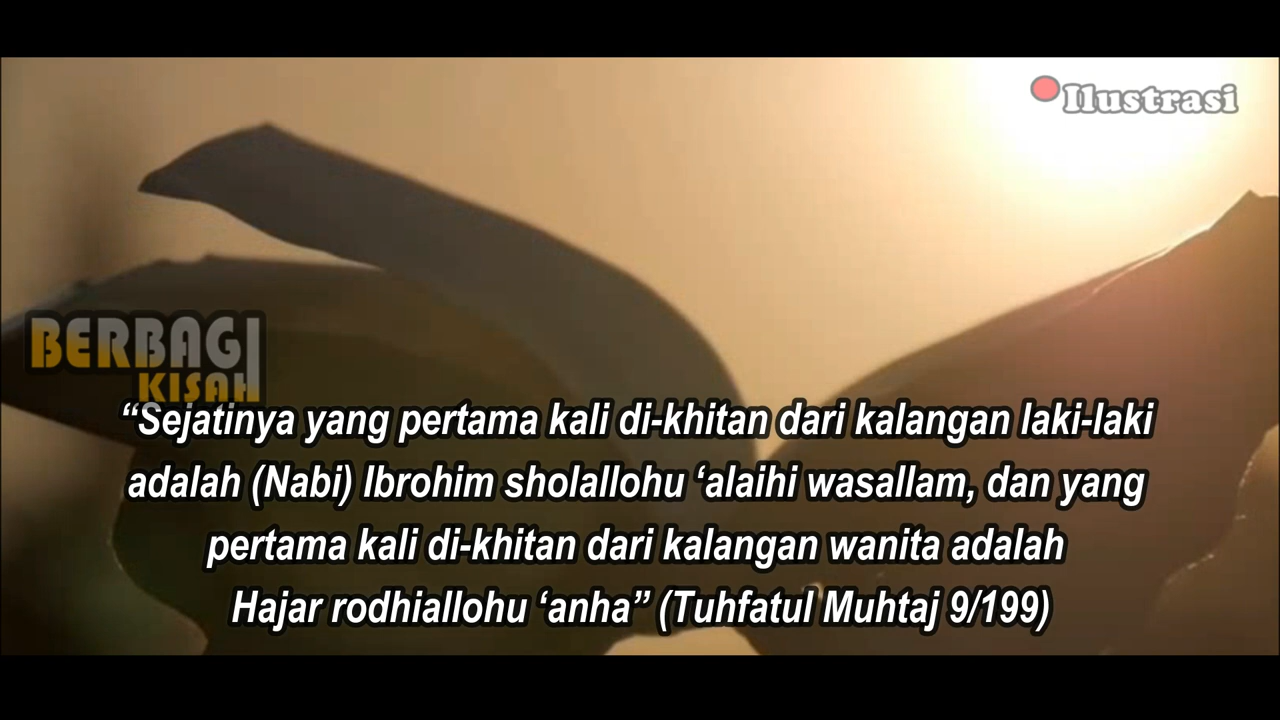 Ilustrasi
BERBAGI
KISAH
“Sejatinya yang pertama kali di-khitan dari kalangan laki-laki
adalah (Nabi) Ibrohim sholallohu ‘alaihi wasallam, dan yang
pertama kali di-khitan dari kalangan wanita adalah
Hajar rodhiallohu ‘anha” (Tuhfatul Muhtaj 9/199)